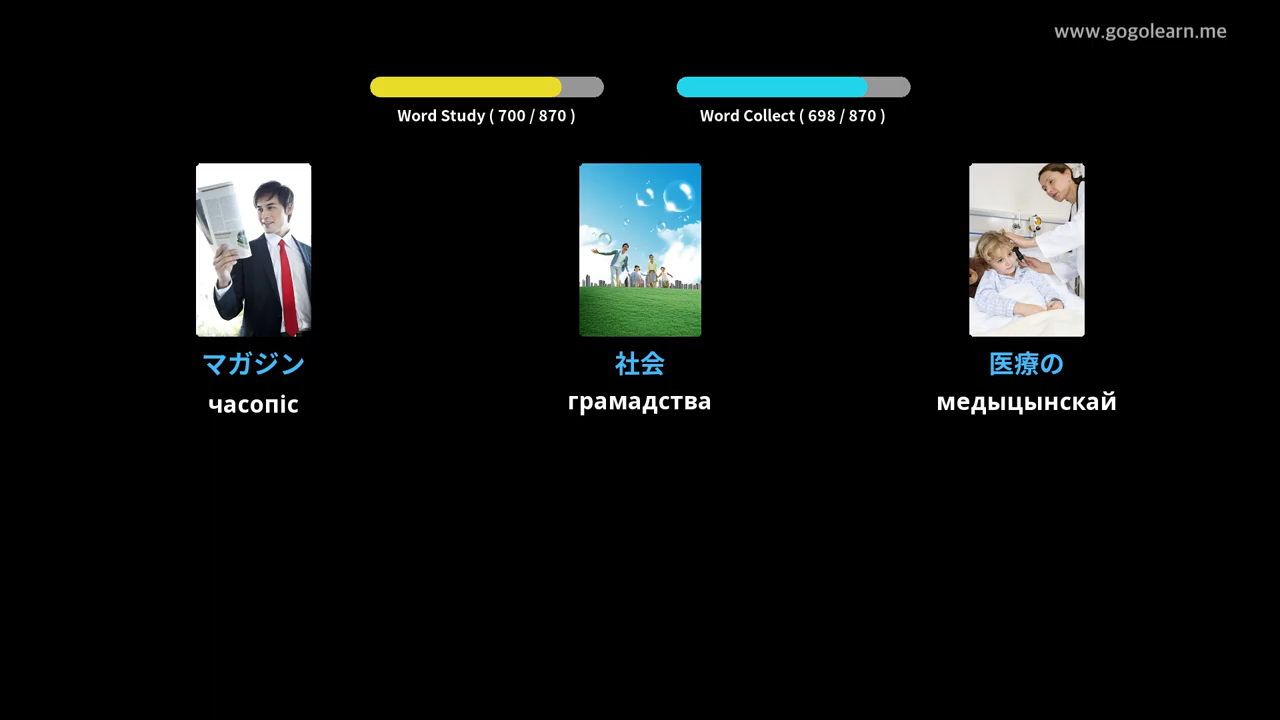 www.gogolearn.me
Word Study ( 700 / 870 )
Word Collect ( 698 / 870 )
マガジン
часопіс
社会
грамадства
医療の
медыцынскай